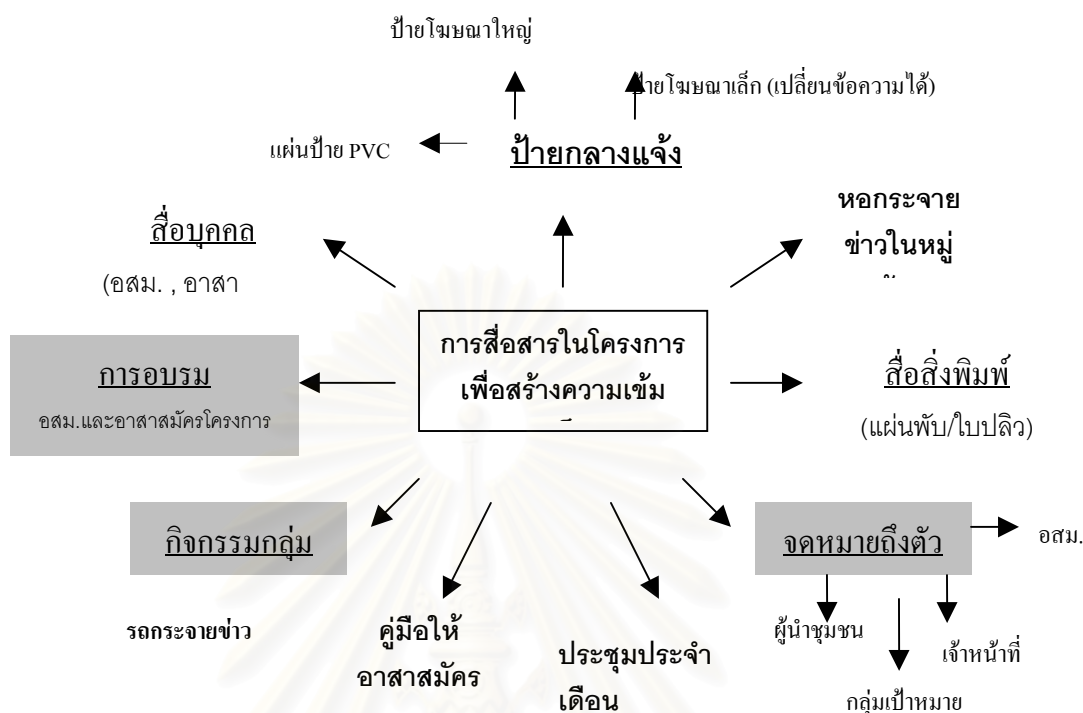 ป้ายโฆษณาใหญ่
ป้ายโฆษณาเล็ก (เปลี่ยนข้อความได้)
แผ่นป้าย PVC
ป้ายกลางแจ้ง
สื่อบุคคล
(อสม. , อาสา
หอกระจาย
ข่าวในหมู่
การสื่อสารในโครงการ
เพื่อสร้างความเข้ม
การอบรม
อสม.และอาสาสมัครโครงการ
สื่อสิ่งพิมพ์
(แผ่นพับ/ใบปลิว)
กิจกรรมกลุ่ม
จดหมายถึงตัว
อสม.
รถกระจายข่าว
คู่มือให้
อาสาสมัคร
ประชุมประจำ
เดือน
ผู้นำชุมชน
เจ้าหน้าที่
กลุ่มเป้าหมาย